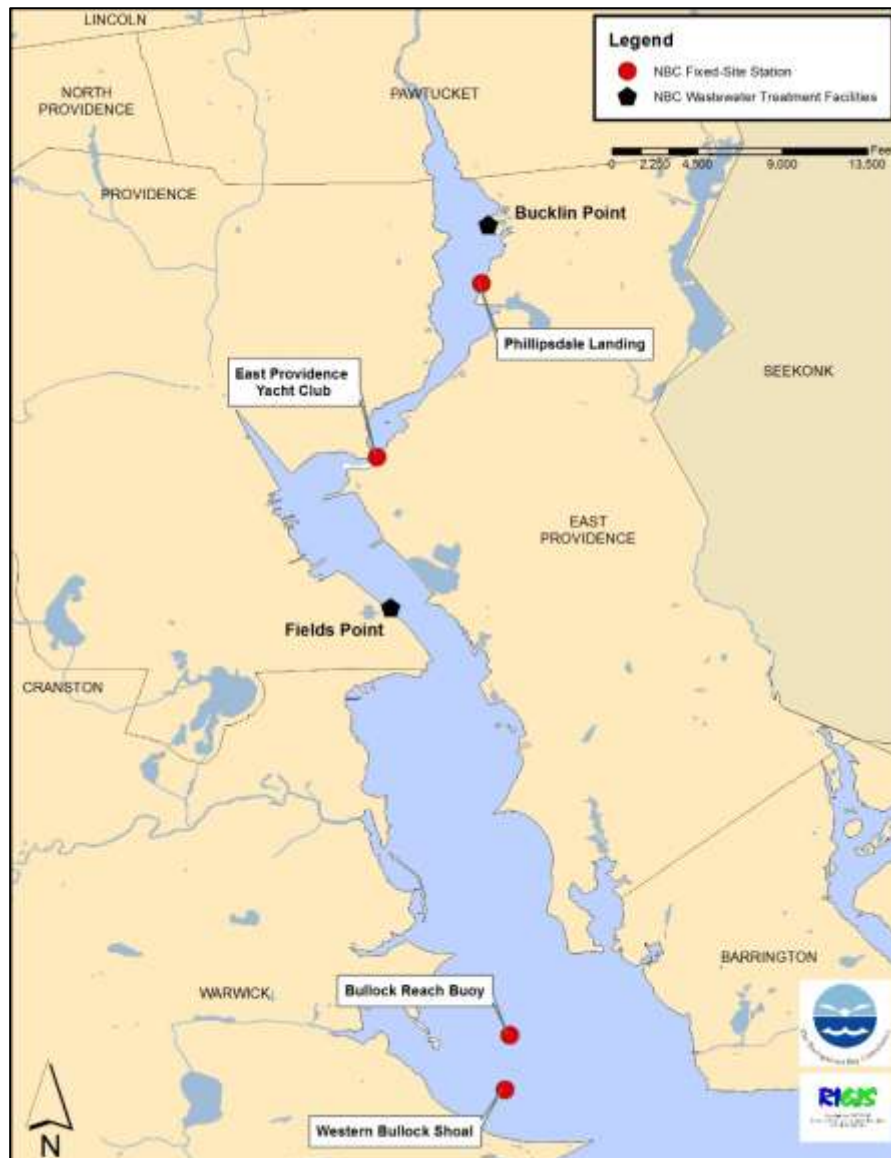 LINCOLN
Legend
NBC Fixed-Site Station
NBC Wastewater Treatment Facilities
NORTH
PROVIDENCE
PAWTUCKET
Fee
0 2,250 4,500 9,000 13,500
PROVIDENCE
Bucklin Point
Phillipsdale Landing
East Providence
Yacht Club
SEEKONK
EAST
PROVIDENCE
Fields Point
CRANSTON
BARRINGTON
Bullock Reach Buoy
WARWICK
Western Bullock Shoal
RIGIS
N